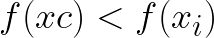 f(xc) < f(x_i)